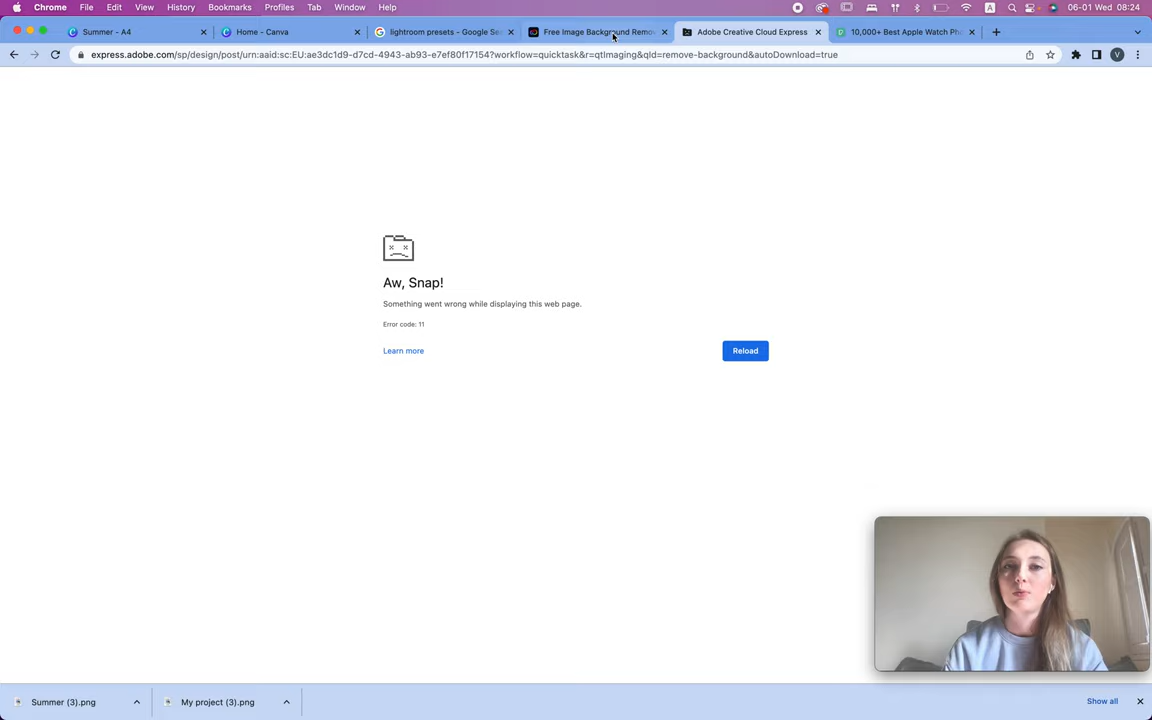 Chrome File Edit View History Bookmarks Profiles Tab Window Help A 06-01 Wed 08:24
Summer - A4 Home - Canva lightroom presets - Google Se Free Image Background Remov Adobe Creative Cloud Express 10,000+ Best Apple Watch Ph
express.adobe.com/sp/design/post/urn:aaid:sc:EU:ae3dc1d9-d7cd-4943-ab93-e7ef80f17154?workflow=quicktask&r=qtImaging&qId=remove-background&autoDownload=true V
Aw, Snap!
Something went wrong while displaying this web page.
Error code: 11
Learn more Reload
Summer (3).png My project (3).png Show all